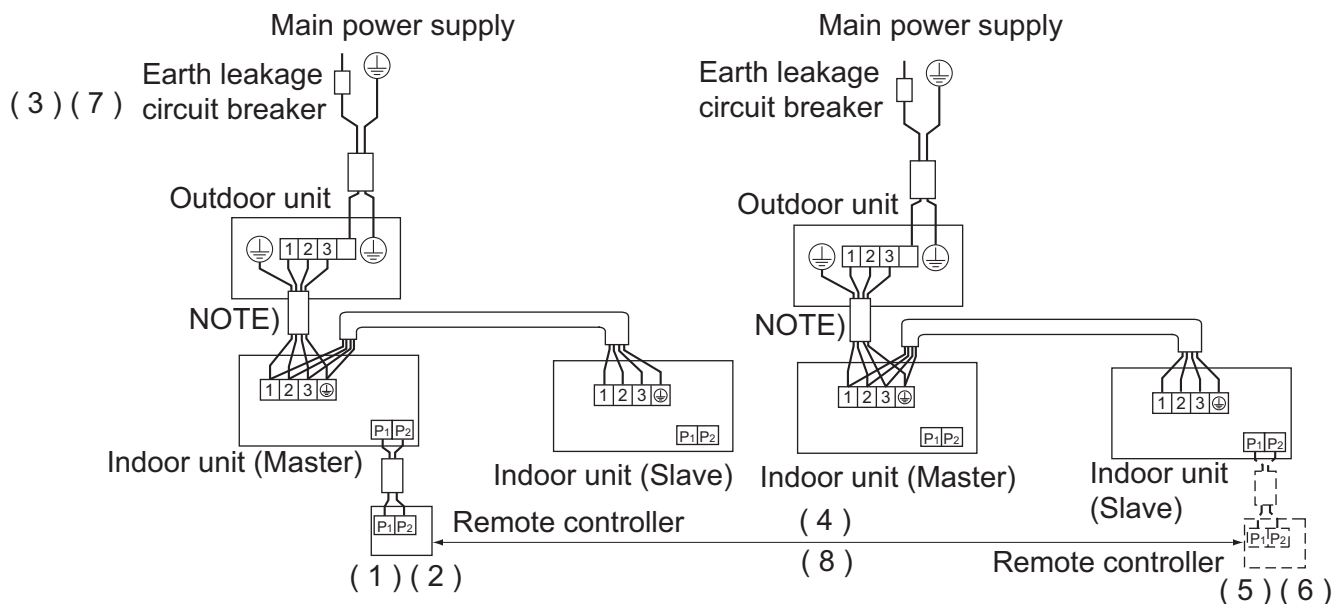 Main power supply
Earth leakage
circuit breaker
( 3 ) ( 7 )
Outdoor unit
1 2 3
NOTE)
1 2 3
P1 P2
Indoor unit (Master)
P1 P2
Remote controller
( 1 ) ( 2 )
1 2 3
P1 P2
Indoor unit (Slave)
Main power supply
Earth leakage
circuit breaker
Outdoor unit
1 2 3
NOTE)
1 2 3
P1 P2
Indoor unit (Master)
( 4 )
( 8 )
1 2 3
P1 P2
Indoor unit
(Slave)
P1 P2
Remote controller
( 5 ) ( 6 )